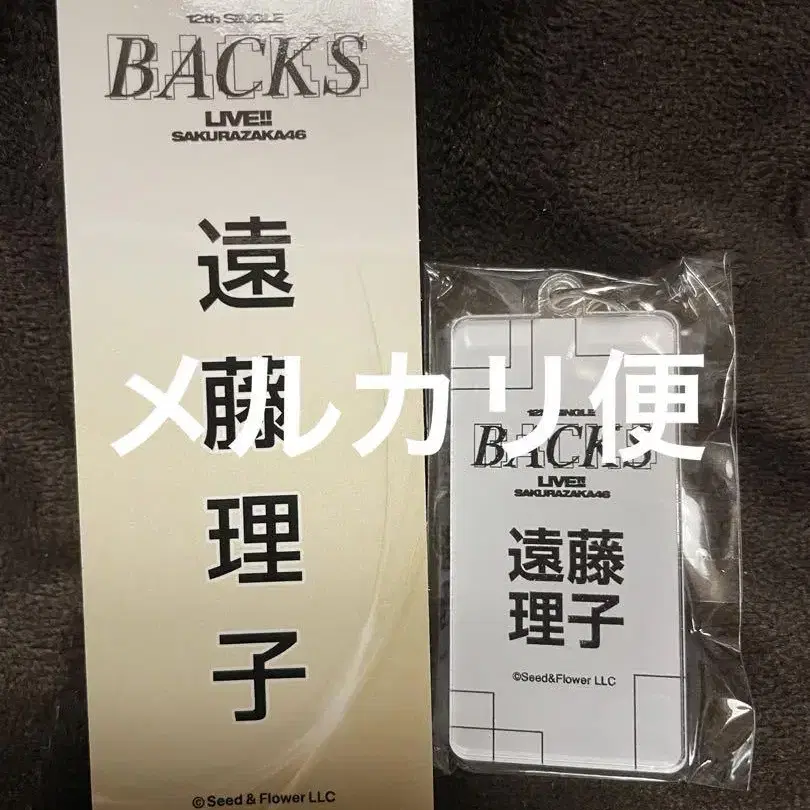 12th SINGLE
BACKS
LIVE!!
SAKURAZAKA46
遠
藤
理
子
© Seed & Flower LLC
メルカリ便
12TH SINGLE
BACKS
LIVE!!
SAKURAZAKA46
遠藤
理子
©Seed&Flower LLC